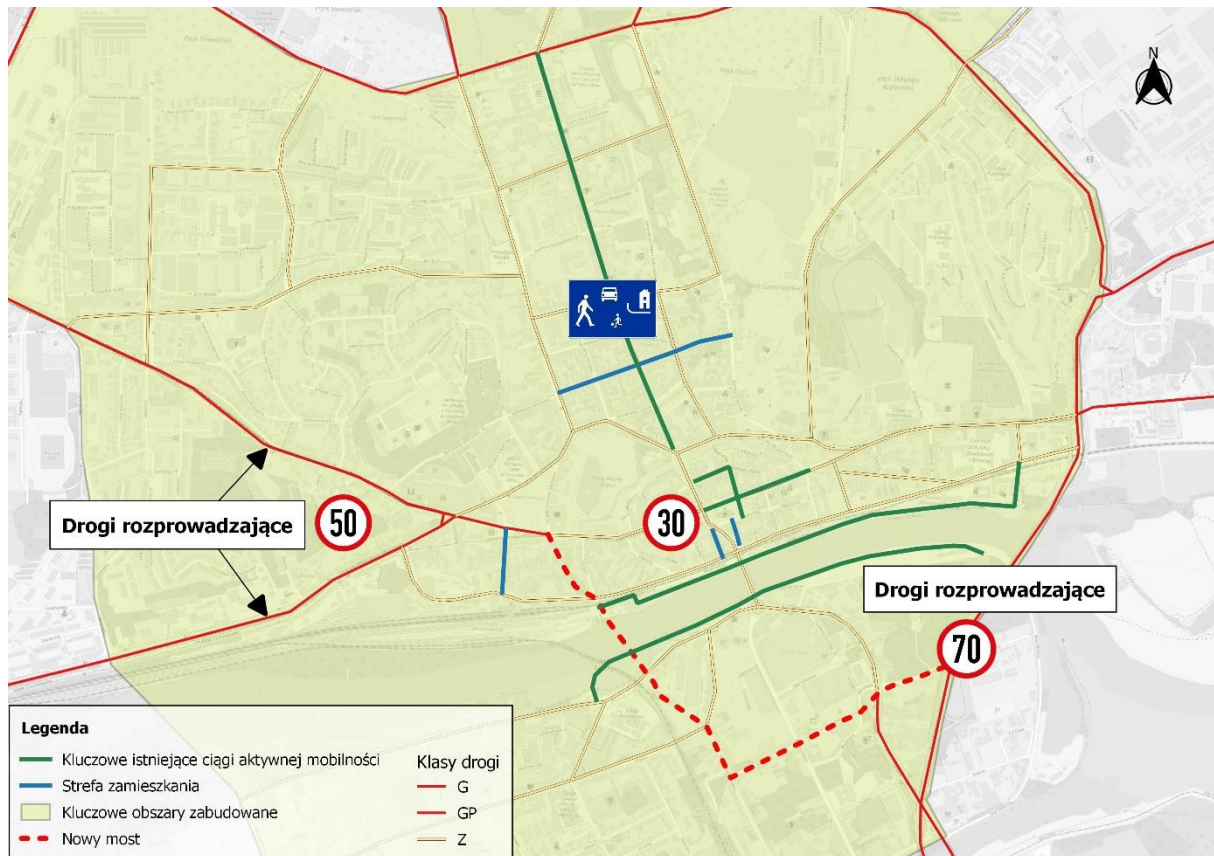 N
50
Drogi rozprowadzające
30
Drogi rozprowadzające
70
Legenda
Kluczowe istniejące ciągi aktywnej mobilności
Strefa zamieszkania
Kluczowe obszary zabudowane
Nowy most
Klasy drogi
G
GP
Z